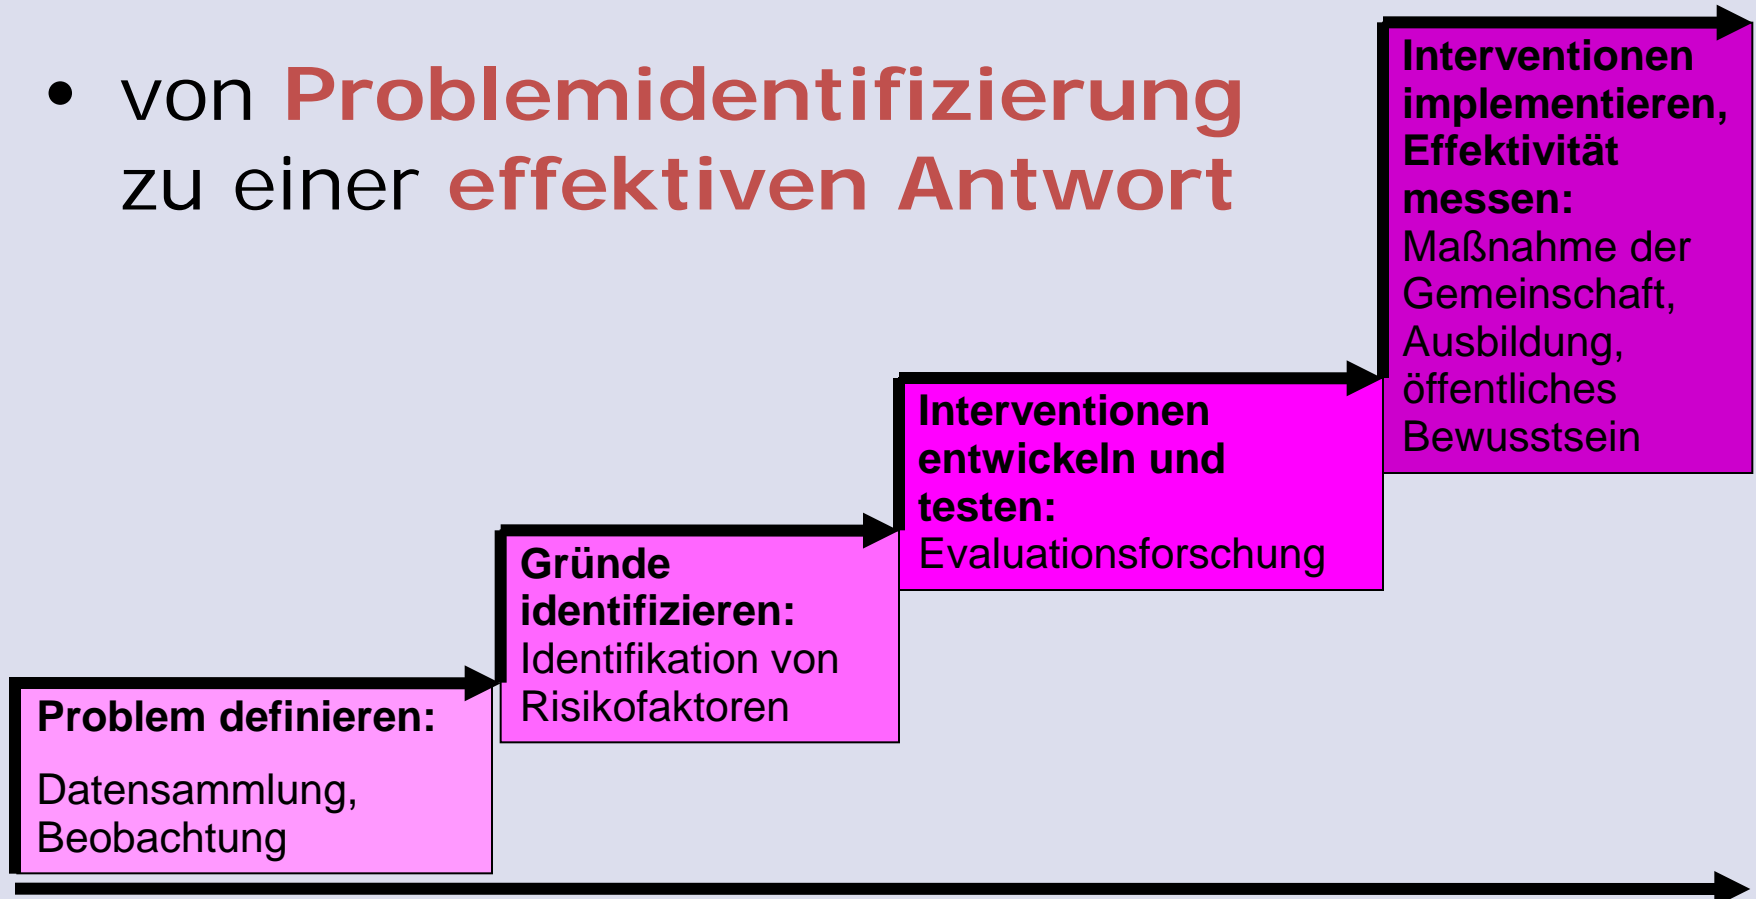 • von Problemidentifizierung
zu einer effektiven Antwort
Problem definieren:
Datensammlung,
Beobachtung
Gründe
identifizieren:
Identifikation von
Risikofaktoren
Interventionen
entwickeln und
testen:
Evaluationsforschung
Interventionen
implementieren,
Effektivität
messen:
Maßnahme der
Gemeinschaft,
Ausbildung,
öffentliches
Bewusstsein